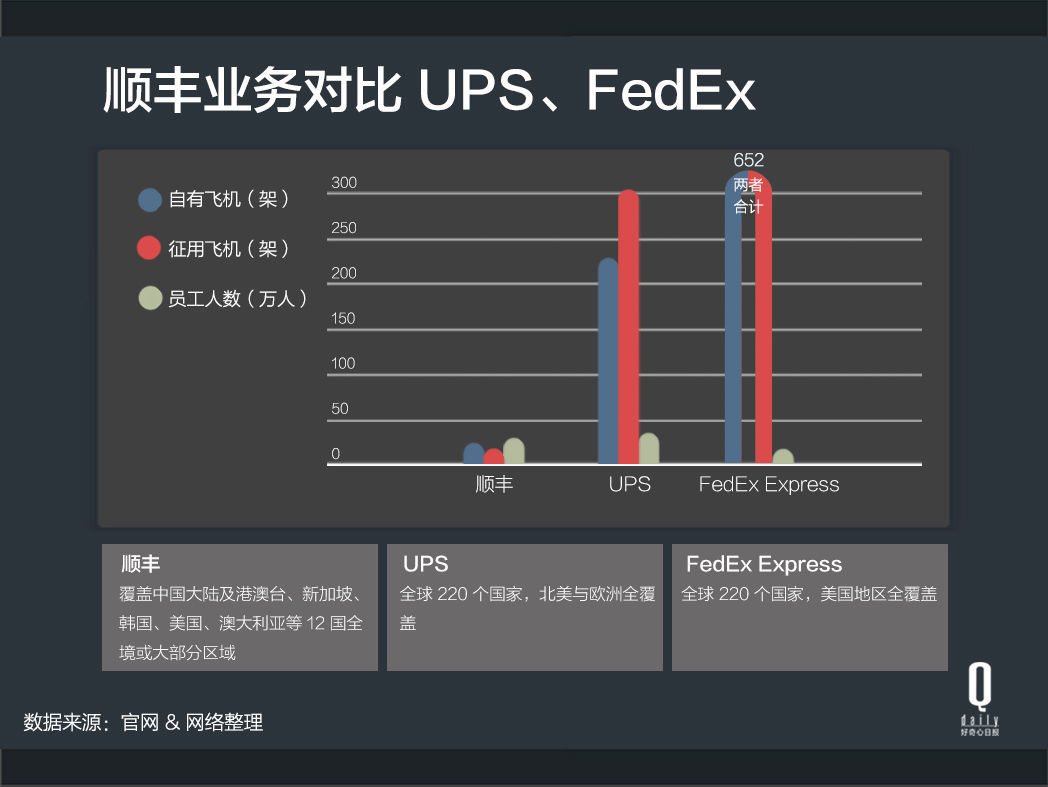 顺丰业务对比 UPS、FedEx
自有飞机（架）
征用飞机（架）
员工人数（万人）
300
250
200
150
100
50
0
652
两者
合计
顺丰
UPS
FedEx Express
顺丰
覆盖中国大陆及港澳台、新加坡、
韩国、美国、澳大利亚等 12 国全
境或大部分区域
UPS
全球 220 个国家，北美与欧洲全覆
盖
FedEx Express
全球 220 个国家，美国地区全覆盖
数据来源：官网 & 网络整理
Q
daily
好奇心日报